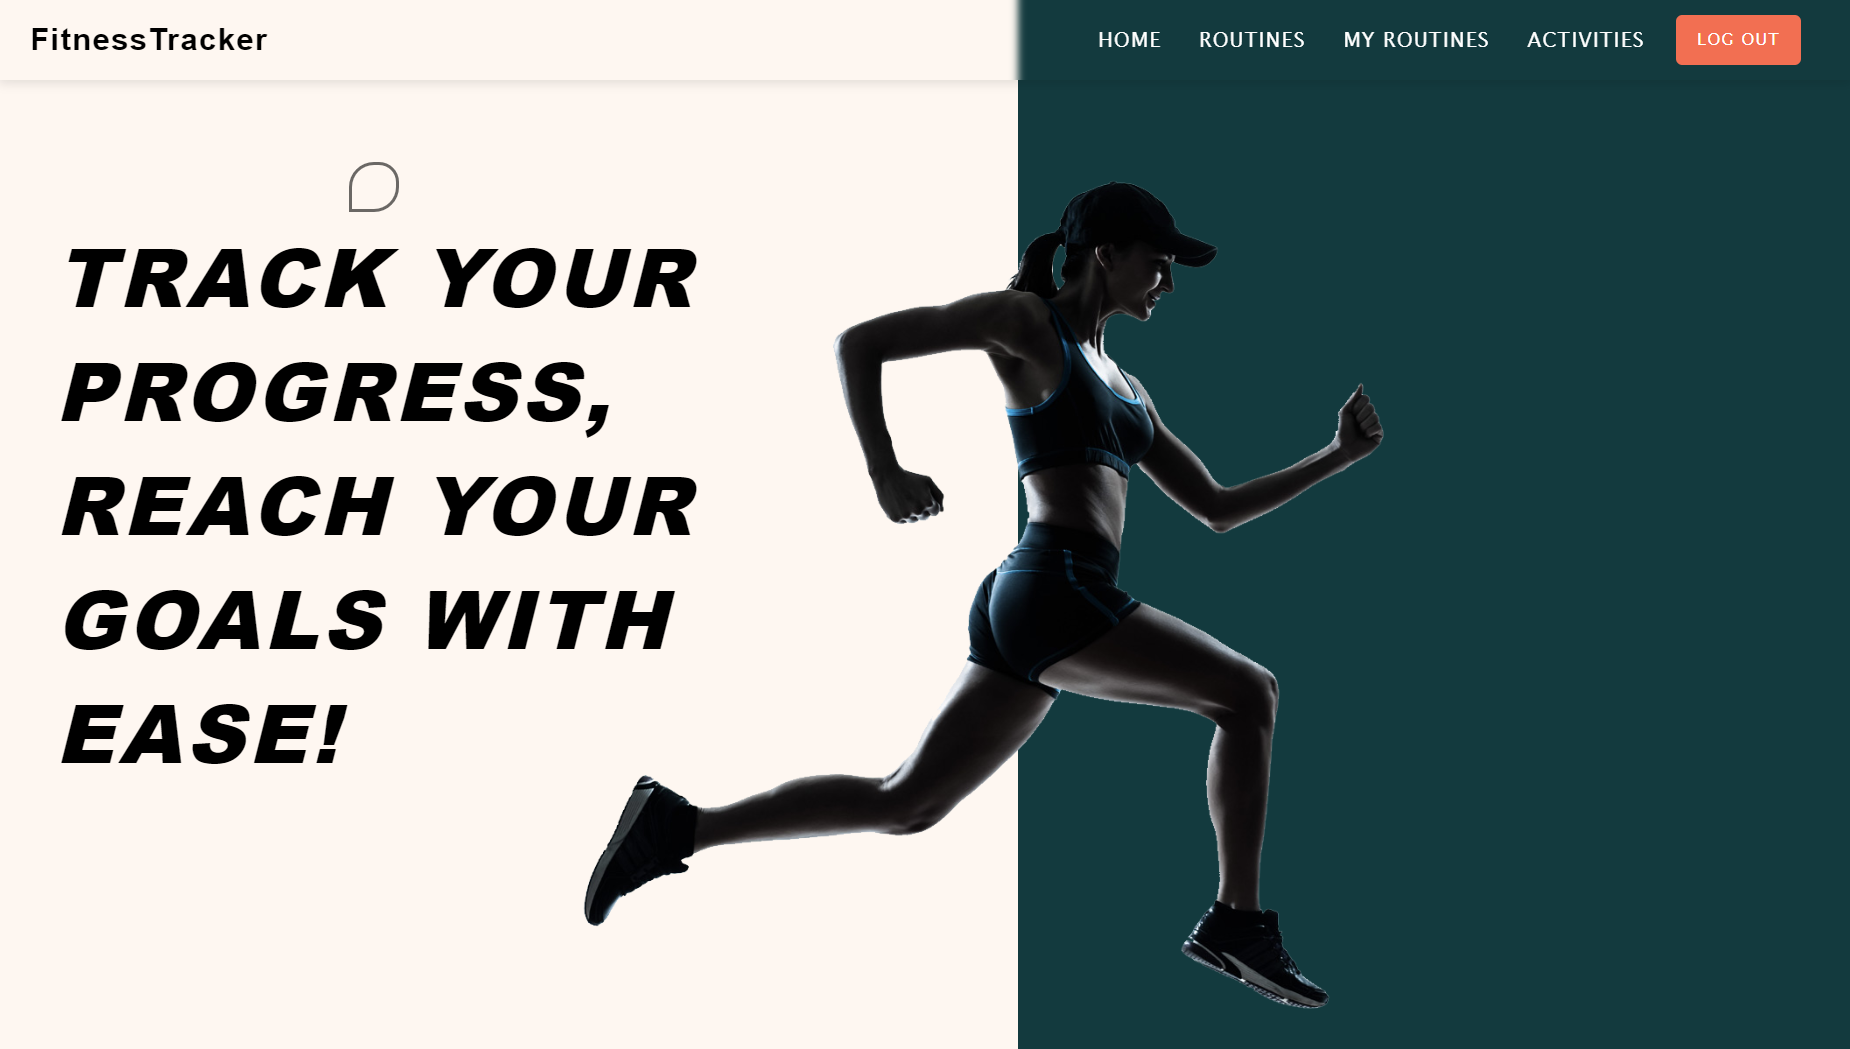 FitnessTracker
HOME ROUTINES MY ROUTINES ACTIVITIES LOG OUT
TRACK YOUR
PROGRESS,
REACH YOUR
GOALS WITH
EASE!